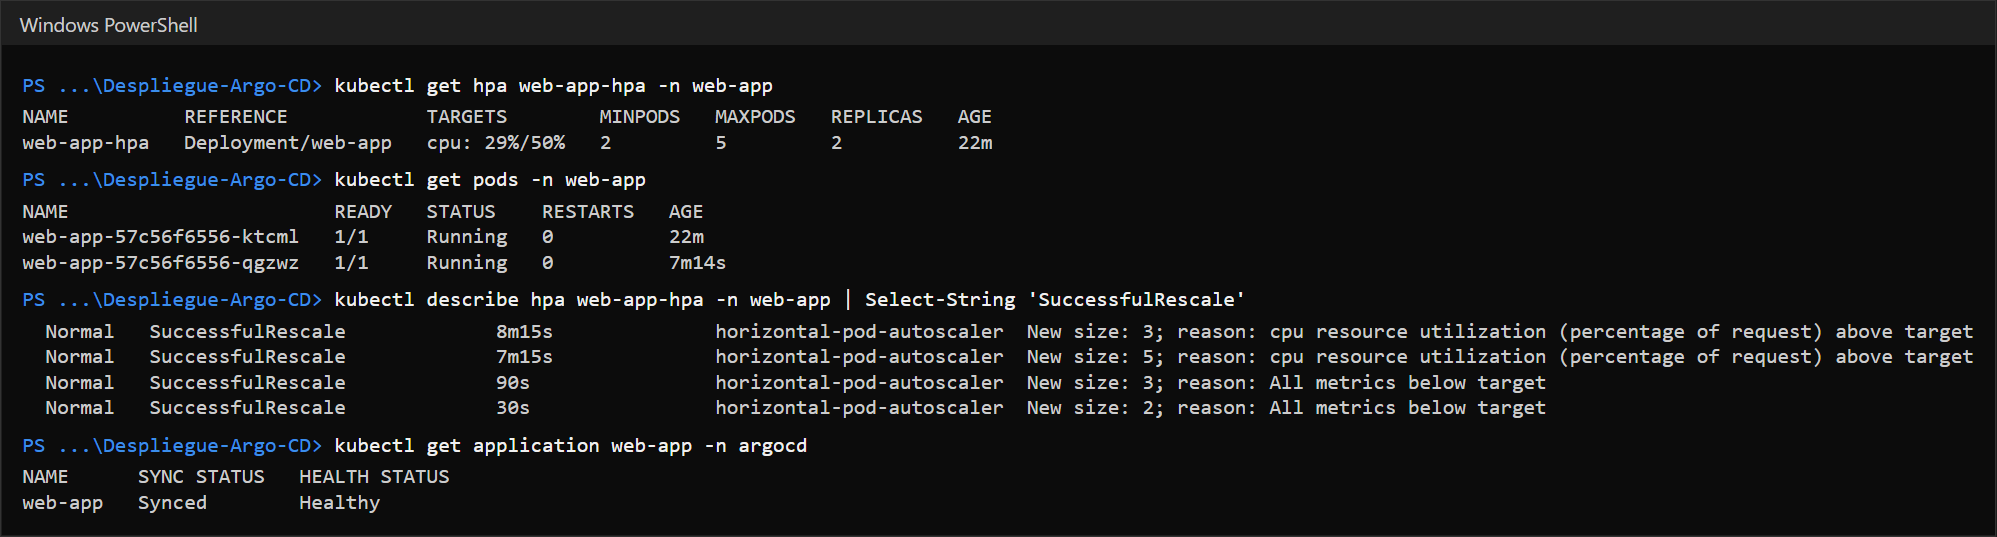 Windows PowerShell
PS ...\Despliegue-Argo-CD> kubectl get hpa web-app-hpa -n web-app
NAME          REFERENCE            TARGETS        MINPODS   MAXPODS   REPLICAS   AGE
web-app-hpa   Deployment/web-app   cpu: 29%/50%   2         5         2          22m
PS ...\Despliegue-Argo-CD> kubectl get pods -n web-app
NAME                       READY   STATUS    RESTARTS   AGE
web-app-57c56f6556-ktcml   1/1     Running   0          22m
web-app-57c56f6556-qgzwz   1/1     Running   0          7m14s
PS ...\Despliegue-Argo-CD> kubectl describe hpa web-app-hpa -n web-app | Select-String 'SuccessfulRescale'
  Normal   SuccessfulRescale             8m15s              horizontal-pod-autoscaler  New size: 3; reason: cpu resource utilization (percentage of request) above target
  Normal   SuccessfulRescale             7m15s              horizontal-pod-autoscaler  New size: 5; reason: cpu resource utilization (percentage of request) above target
  Normal   SuccessfulRescale             90s                horizontal-pod-autoscaler  New size: 3; reason: All metrics below target
  Normal   SuccessfulRescale             30s                horizontal-pod-autoscaler  New size: 2; reason: All metrics below target
PS ...\Despliegue-Argo-CD> kubectl get application web-app -n argocd
NAME      SYNC STATUS   HEALTH STATUS
web-app   Synced        Healthy